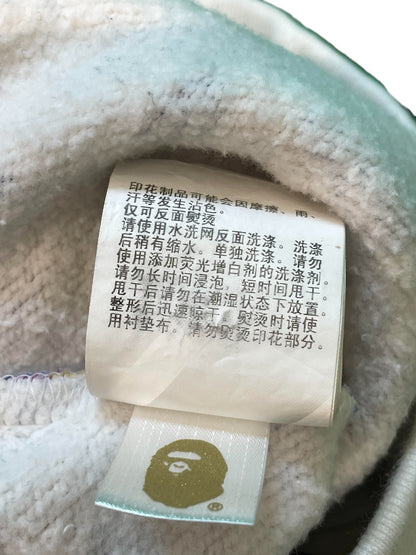 印花制品可能会因摩擦、雨、
汗等发生沾色。
仅可反面熨烫
请使用水洗网反面洗涤。洗涤
后稍有缩水。单独洗涤。请勿
使用添加荧光增白剂的洗涤剂。
请勿长时间浸泡，短时间甩干。
甩干后请勿在潮湿状态下放置。
整形后迅速晾干。熨烫时请使
用衬垫布。请勿熨烫印花部分。
®